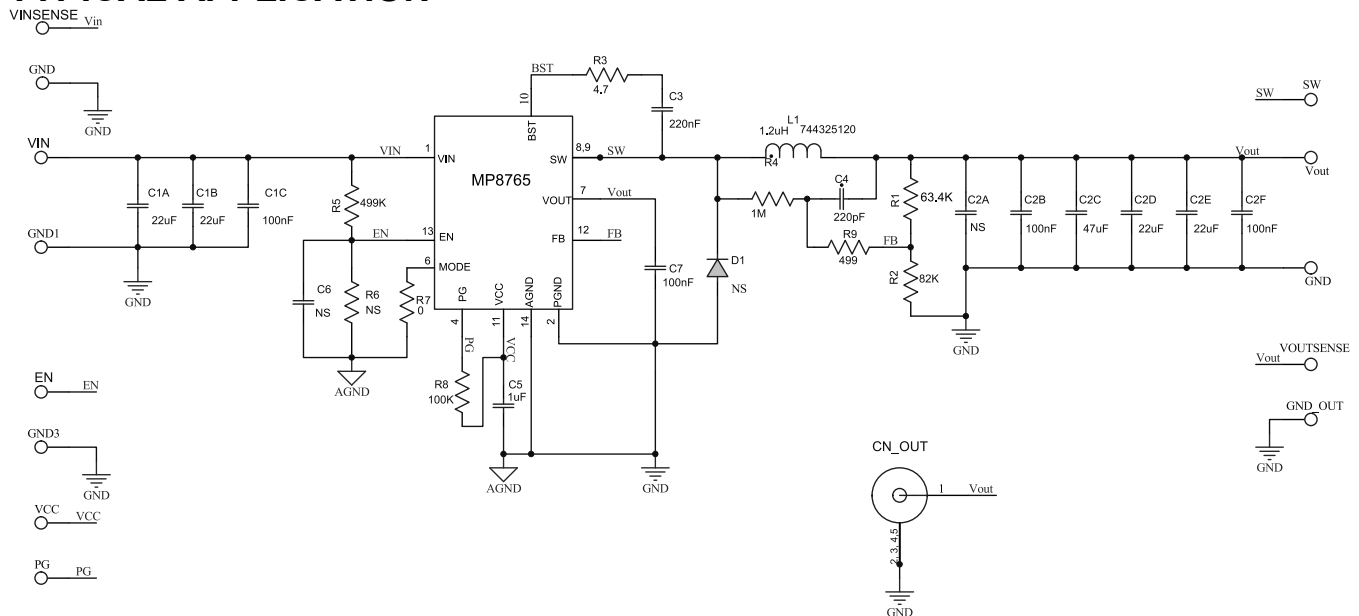 VINSENSE
Vin
GND
GND
VIN
VIN
1
VIN
C1A
22uF
C1B
22uF
C1C
100nF
R5
499K
GND1
GND
EN
13
EN
6
MODE
C6
NS
R6
NS
R7
0
AGND
MP8765
BST
10
BST
R3
4.7
C3
220nF
SW
8,9
SW
7
VOUT
Vout
12
FB
FB
PG
VCC
AGND
PGND
4
11
14
2
PG
VCC
R8
100K
C5
1uF
AGND
C7
100nF
GND
D1
NS
L1
1.2uH
744325120
R4
1M
C4
220pF
R9
499
FB
R1
63.4K
R2
82K
GND
C2A
NS
C2B
100nF
C2C
47uF
C2D
22uF
C2E
22uF
C2F
100nF
SW
SW
Vout
Vout
GND
VOUTSENSE
Vout
GND_OUT
GND
EN
EN
GND3
GND
VCC
VCC
PG
PG
CN_OUT
1
Vout
2, 3, 4,5
GND